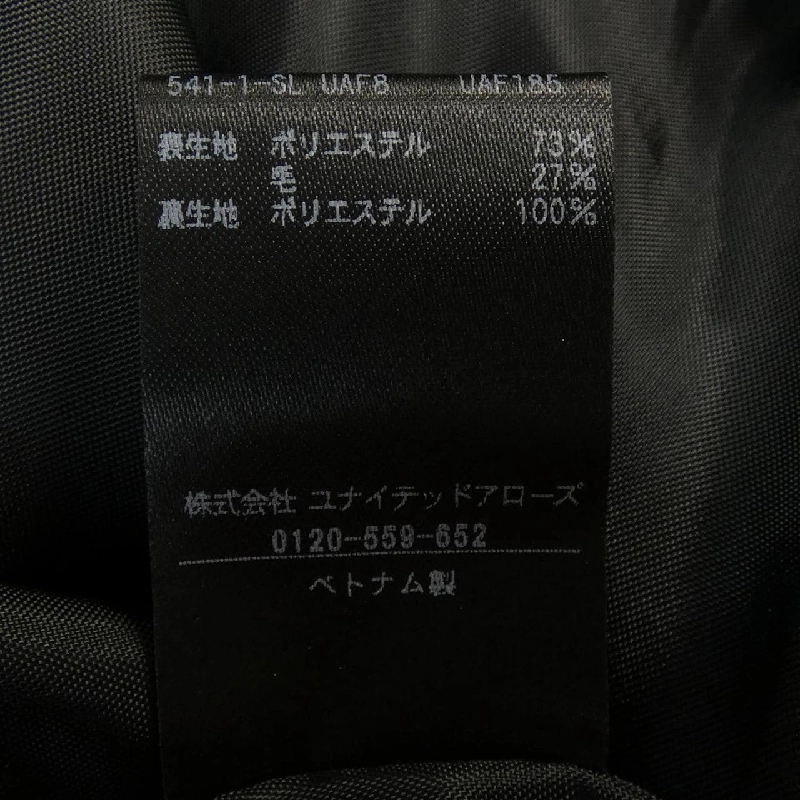 541-1-SL UAF8 UAF185
表生地 ポリエステル 73%
毛 27%
裏生地 ポリエステル 100%
株式会社 ユナイテッドアローズ
0120-559-652
ベトナム製